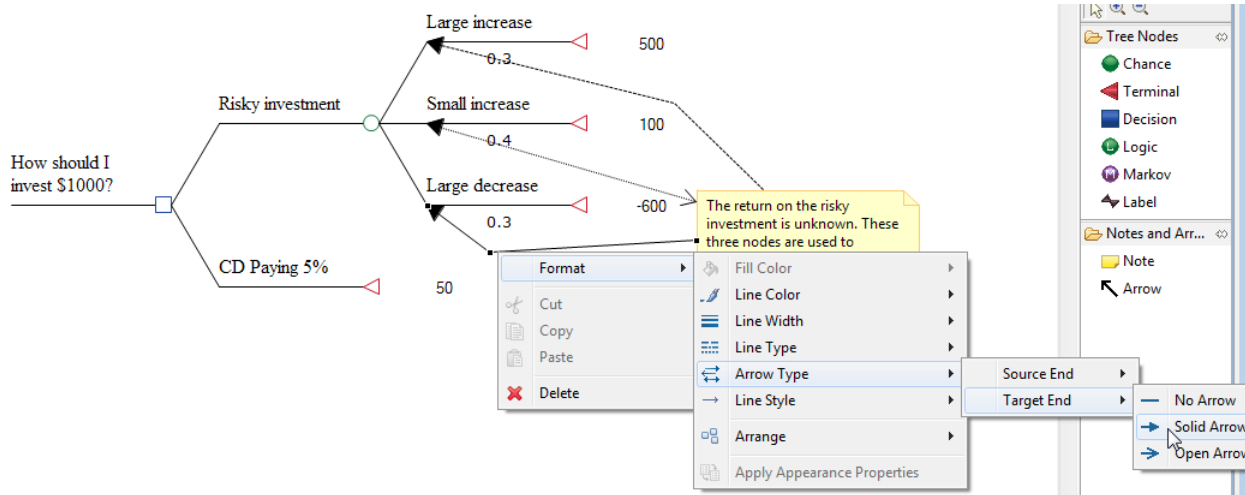 Large increase
0.3
500
Risky investment
Small increase
0.4
100
How should I
invest $1000?
Large decrease
0.3
-600
The return on the risky
investment is unknown. These
three nodes are used to
CD Paying 5%
50
Format
Cut
Copy
Paste
Delete
Fill Color
Line Color
Line Width
Line Type
Arrow Type
Line Style
Arrange
Apply Appearance Properties
Source End
Target End
No Arrow
Solid Arrow
Open Arrow
Tree Nodes
Chance
Terminal
Decision
L Logic
M Markov
Label
Notes and Arr...
Note
Arrow